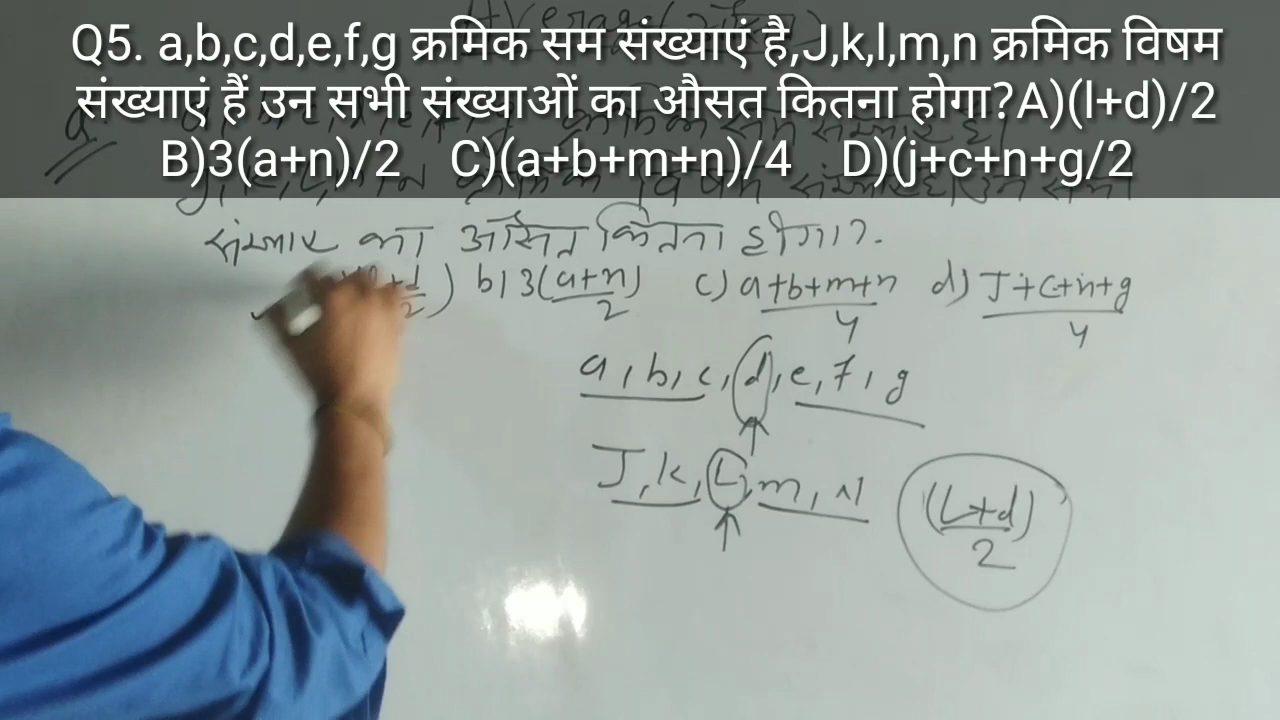 Q5. a,b,c,d,e,f,g क्रमिक सम संख्याएं है,J,k,l,m,n क्रमिक विषम
संख्याएं हैं उन सभी संख्याओं का औसत कितना होगा?A)(l+d)/2
B)3(a+n)/2 C)(a+b+m+n)/4 D)(j+c+n+g/2
का औसत कितना होगा?
b) 3(a+n)/2 c) a+b+m+n/4 d) J+c+n+g/4
a, b, c, d, e, f, g
J, k, L, m, N
(L+d)/2